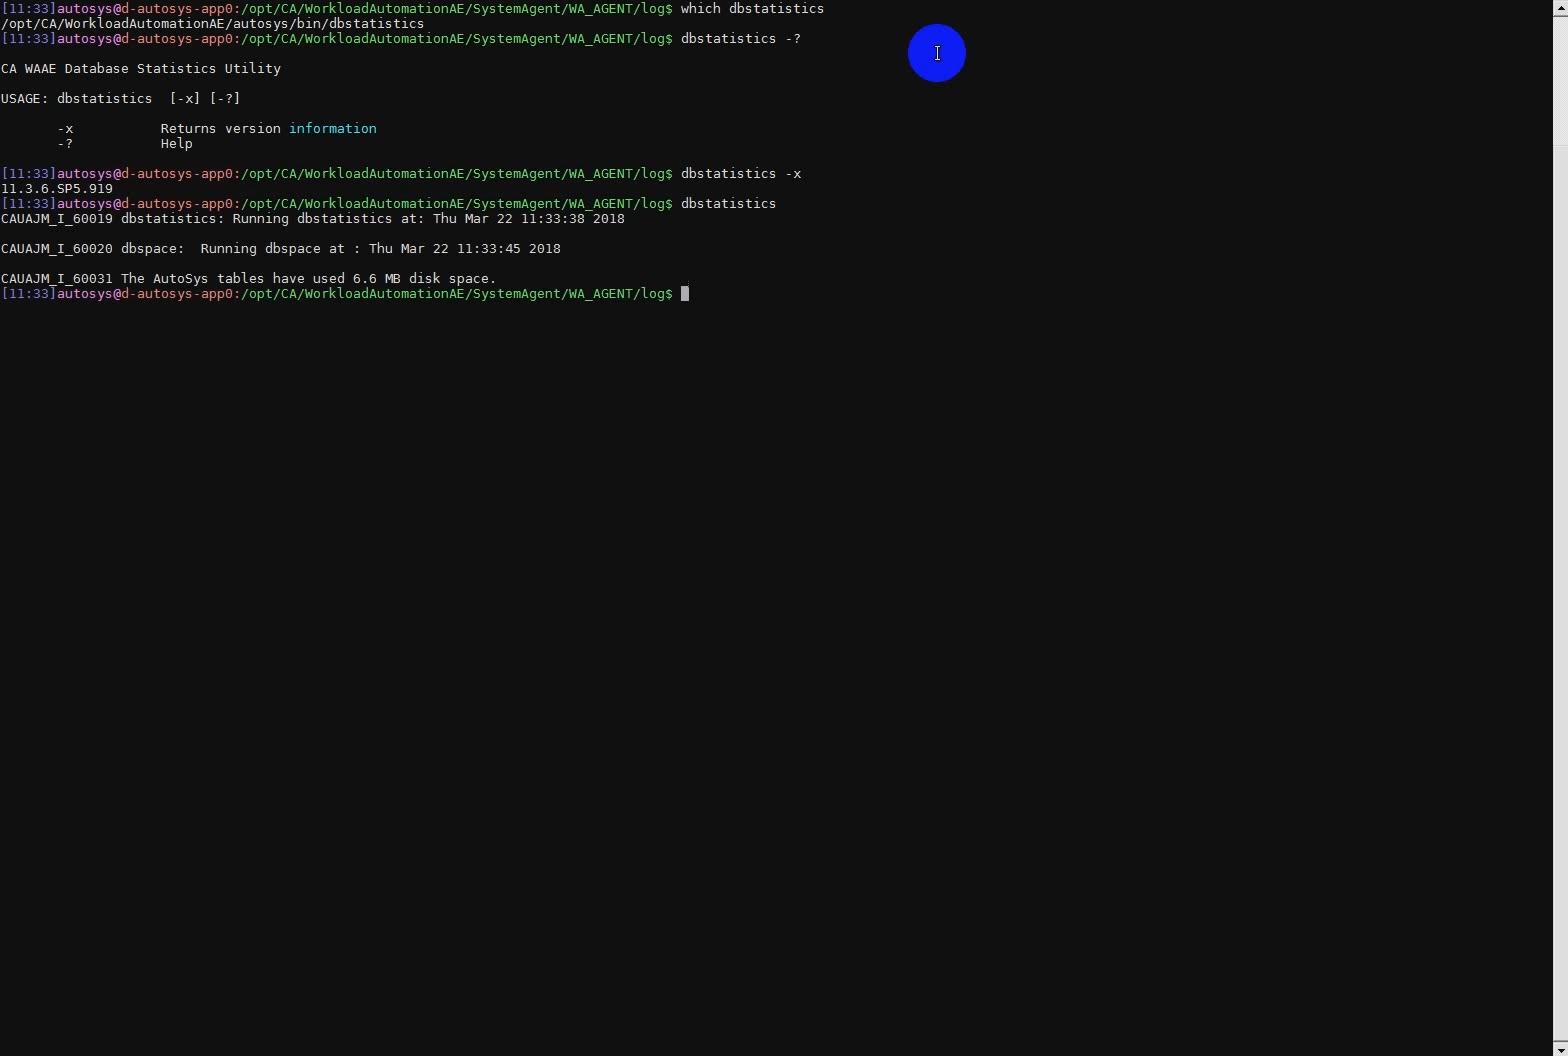 [11:33]autosys@d-autosys-app0:/opt/CA/WorkloadAutomationAE/SystemAgent/WA_AGENT/log$ which dbstatistics
/opt/CA/WorkloadAutomationAE/autosys/bin/dbstatistics
[11:33]autosys@d-autosys-app0:/opt/CA/WorkloadAutomationAE/SystemAgent/WA_AGENT/log$ dbstatistics -?
CA WAAE Database Statistics Utility
USAGE: dbstatistics  [-x] [-?]
-x           Returns version information
-?           Help
[11:33]autosys@d-autosys-app0:/opt/CA/WorkloadAutomationAE/SystemAgent/WA_AGENT/log$ dbstatistics -x
11.3.6.SP5.919
[11:33]autosys@d-autosys-app0:/opt/CA/WorkloadAutomationAE/SystemAgent/WA_AGENT/log$ dbstatistics
CAUAJM_I_60019 dbstatistics: Running dbstatistics at: Thu Mar 22 11:33:38 2018
CAUAJM_I_60020 dbspace:  Running dbspace at : Thu Mar 22 11:33:45 2018
CAUAJM_I_60031 The AutoSys tables have used 6.6 MB disk space.
[11:33]autosys@d-autosys-app0:/opt/CA/WorkloadAutomationAE/SystemAgent/WA_AGENT/log$